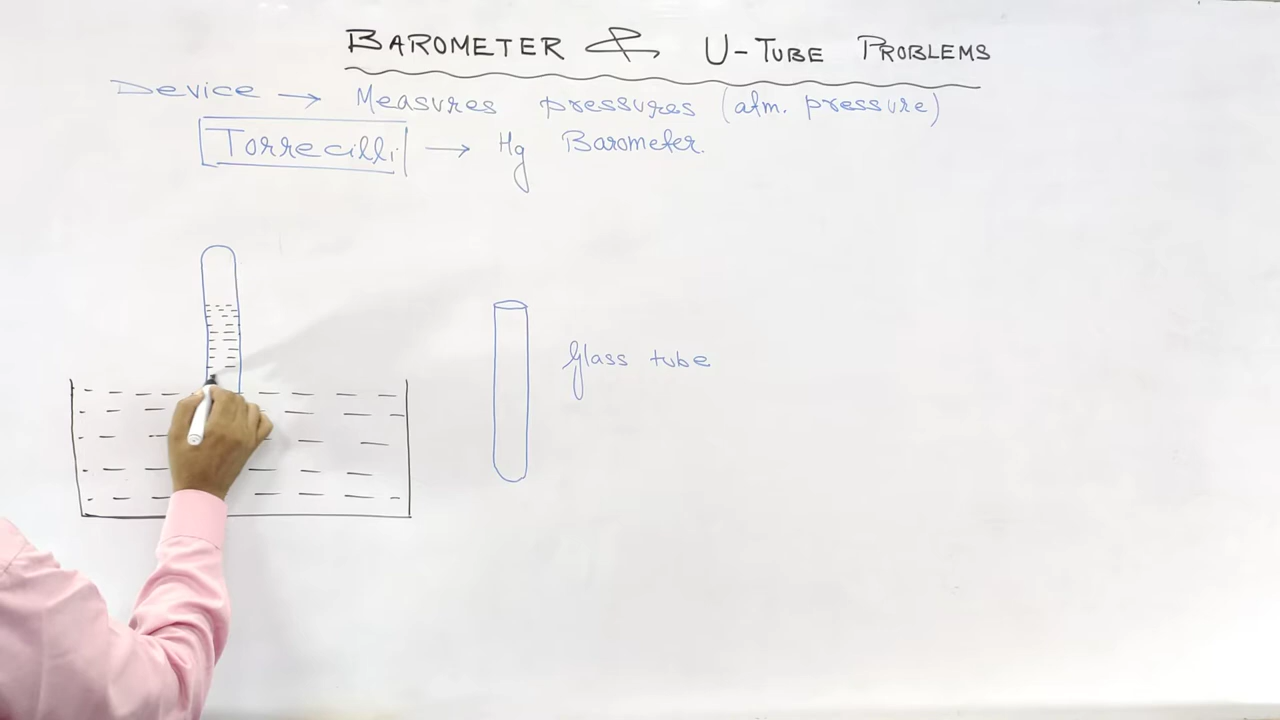 BAROMETER & U-TUBE PROBLEMS
Device → Measures pressures (atm. pressure)
Torrecilli → Hg Barometer.
Glass tube